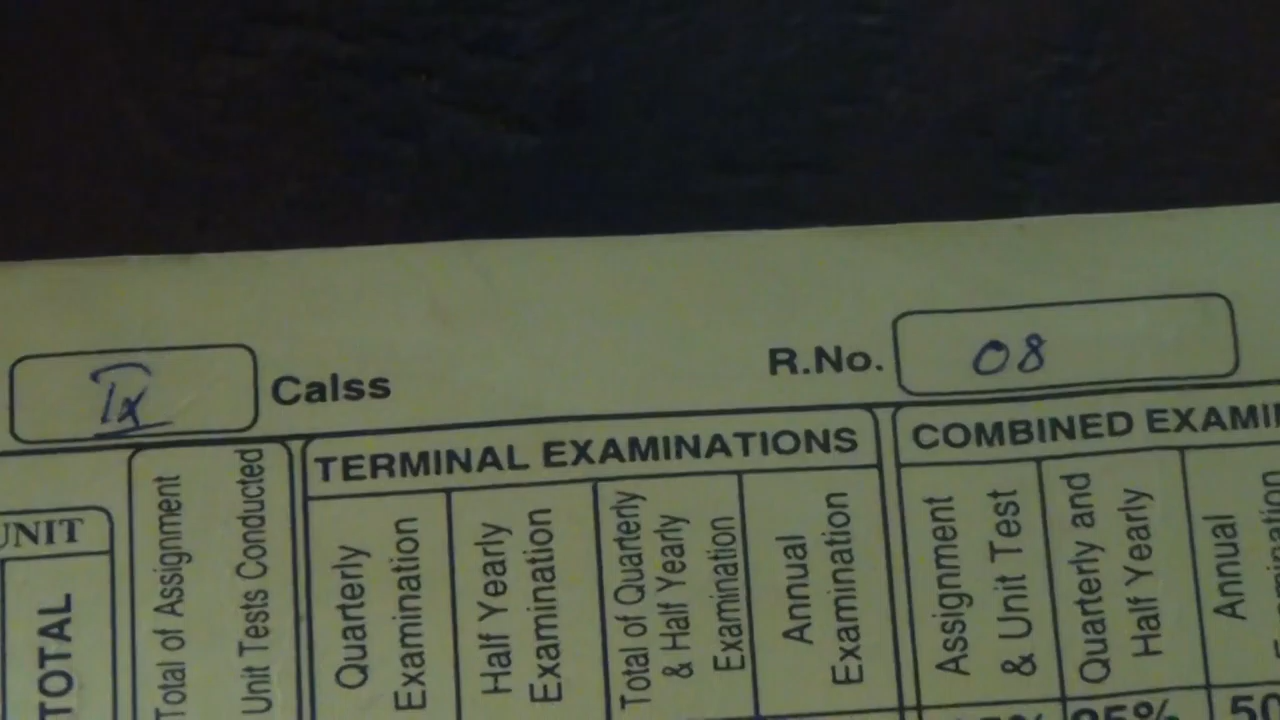 IX Calss R.No. 08
UNIT
TOTAL
Total of Assignment
Unit Tests Conducted
TERMINAL EXAMINATIONS
Quarterly
Examination
Half Yearly
Examination
Total of Quarterly
& Half Yearly
Examination
Annual
Examination
COMBINED
Assignment
& Unit Test
Quarterly and
Half Yearly
Annual